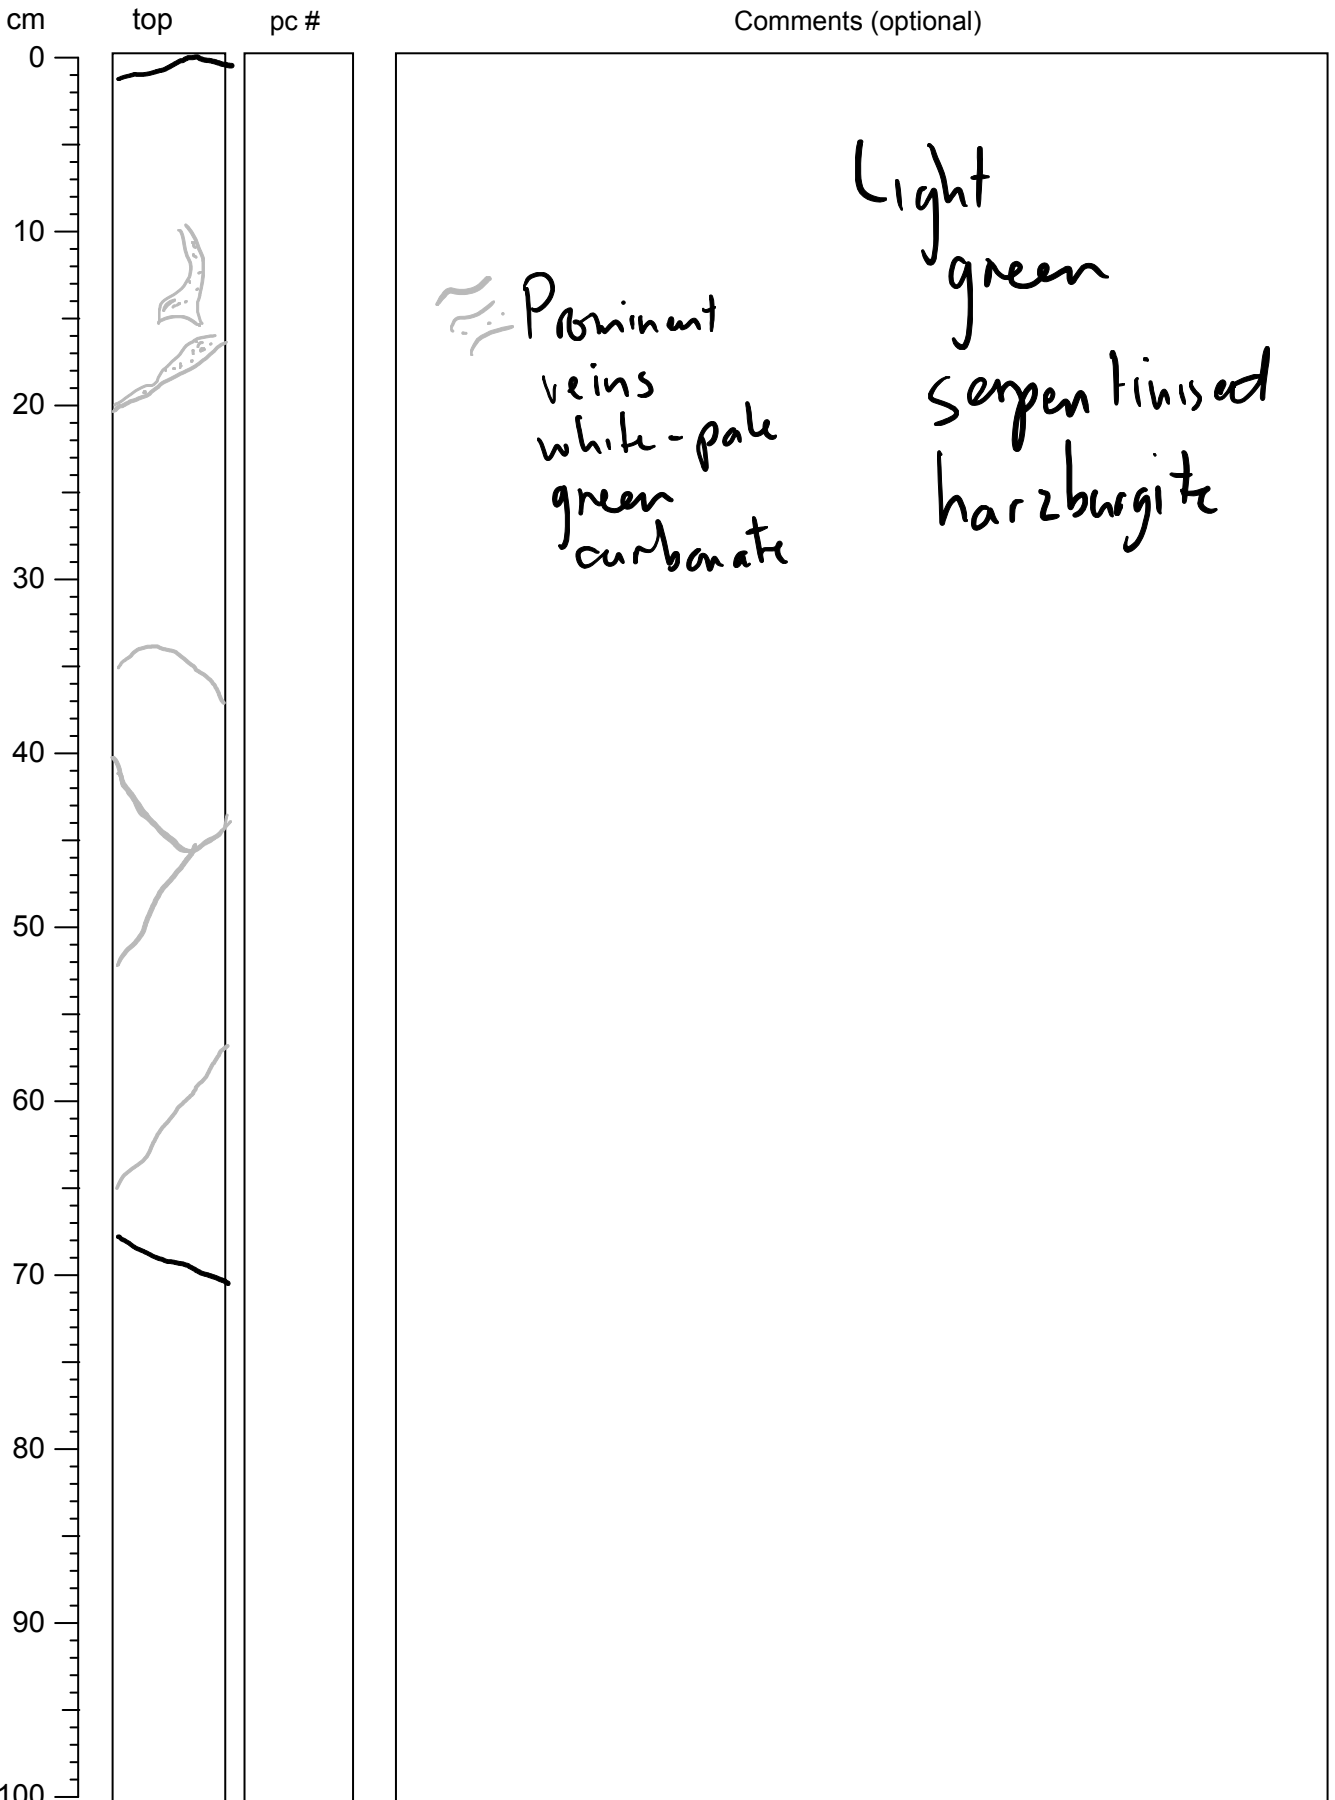 cm top pc # Comments (optional)
0
10
20
30
40
50
60
70
80
90
100
Prominent
veins
white-pale
green
carbonate
Light
green
serpentinised
harzburgite